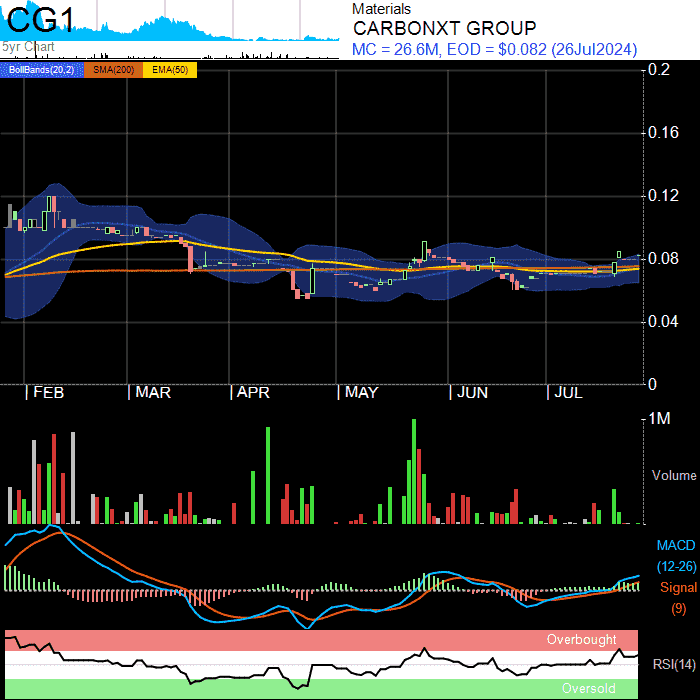 CG1
5yr Chart
Materials
CARBONXT GROUP
MC = 26.6M, EOD = $0.082 (26Jul2024)
BollBands(20,2) SMA(200) EMA(50)
0.2
0.16
0.12
0.08
0.04
0
FEB MAR APR MAY JUN JUL
1M
Volume
MACD
(12-26)
Signal
(9)
Overbought
RSI(14)
Oversold